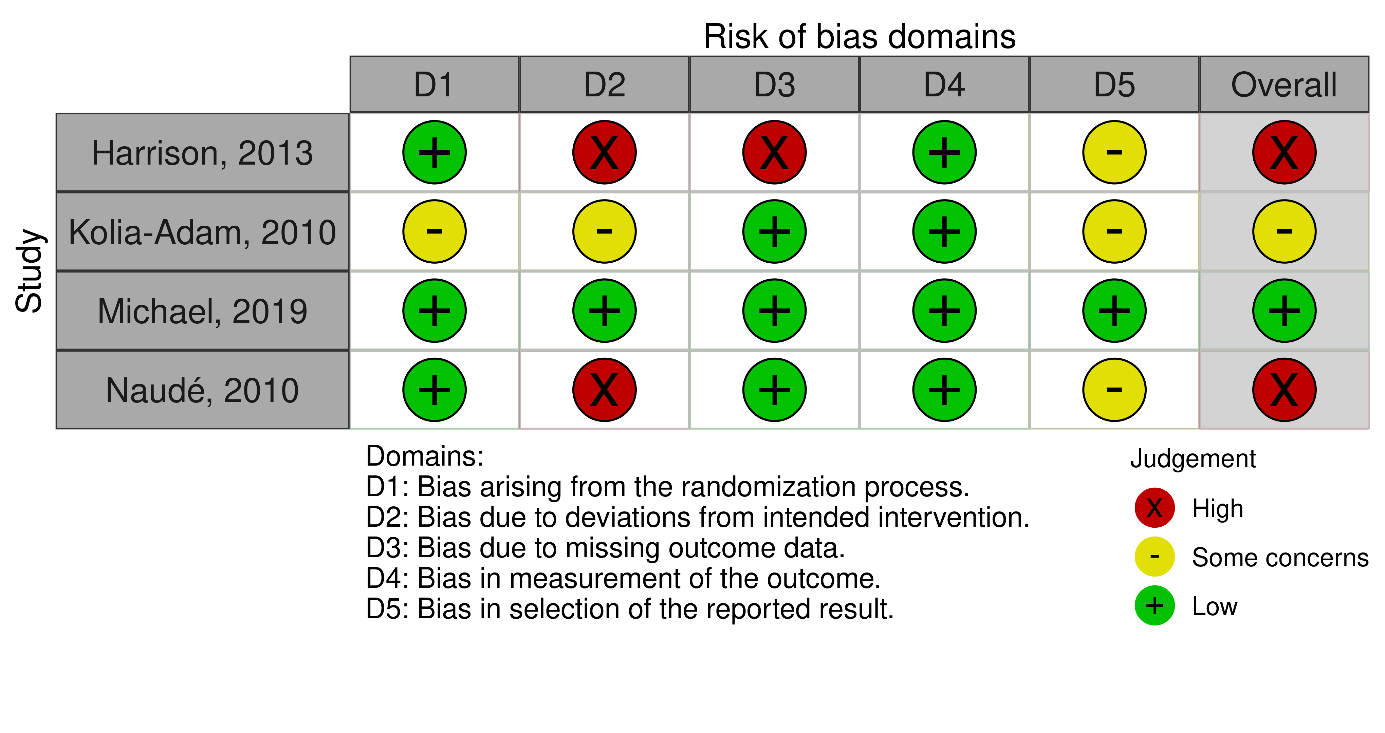 Risk of bias domains
D1 D2 D3 D4 D5 Overall
Study
Harrison, 2013 + X X + - X
Kolia-Adam, 2010 - - + + - -
Michael, 2019 + + + + + +
Naudé, 2010 + X + + - X
Domains:
D1: Bias arising from the randomization process.
D2: Bias due to deviations from intended intervention.
D3: Bias due to missing outcome data.
D4: Bias in measurement of the outcome.
D5: Bias in selection of the reported result.
Judgement
X High
- Some concerns
+ Low